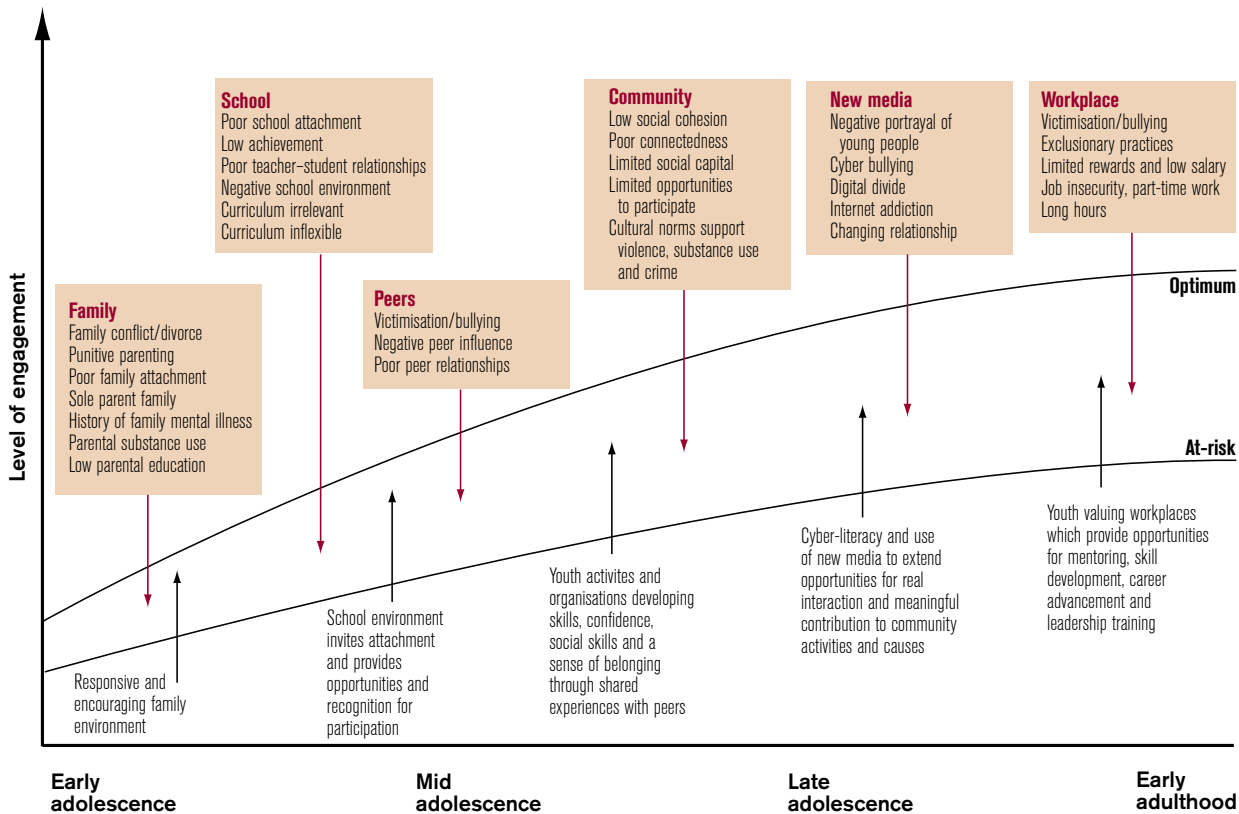 Level of engagement
Family
Family conflict/divorce
Punitive parenting
Poor family attachment
Sole parent family
History of family mental illness
Parental substance use
Low parental education
School
Poor school attachment
Low achievement
Poor teacher–student relationships
Negative school environment
Curriculum irrelevant
Curriculum inflexible
Peers
Victimisation/bullying
Negative peer influence
Poor peer relationships
Community
Low social cohesion
Poor connectedness
Limited social capital
Limited opportunities
to participate
Cultural norms support
violence, substance use
and crime
New media
Negative portrayal of
young people
Cyber bullying
Digital divide
Internet addiction
Changing relationship
Workplace
Victimisation/bullying
Exclusionary practices
Limited rewards and low salary
Job insecurity, part-time work
Long hours
Optimum
At-risk
Responsive and
encouraging family
environment
School environment
invites attachment
and provides
opportunities and
recognition for
participation
Youth activites and
organisations developing
skills, confidence,
social skills and a
sense of belonging
through shared
experiences with peers
Cyber-literacy and use
of new media to extend
opportunities for real
interaction and meaningful
contribution to community
activities and causes
Youth valuing workplaces
which provide opportunities
for mentoring, skill
development, career
advancement and
leadership training
Early
adolescence
Mid
adolescence
Late
adolescence
Early
adulthood